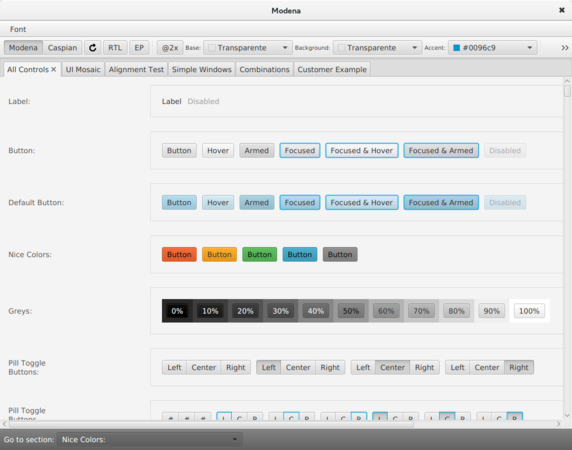 Modena
Font
Modena Caspian RTL EP @2x Base: Transparente Background: Transparente Accent: #0096c9 >>
All Controls × UI Mosaic Alignment Test Simple Windows Combinations Customer Example
Label: Label Disabled
Button: Button Hover Armed Focused Focused & Hover Focused & Armed Disabled
Default Button: Button Hover Armed Focused Focused & Hover Focused & Armed Disabled
Nice Colors: Button Button Button Button Button
Greys: 0% 10% 20% 30% 40% 50% 60% 70% 80% 90% 100%
Pill Toggle
Buttons: Left Center Right Left Center Right Left Center Right Left Center Right
Pill Toggle
Buttons
Go to section: Nice Colors: